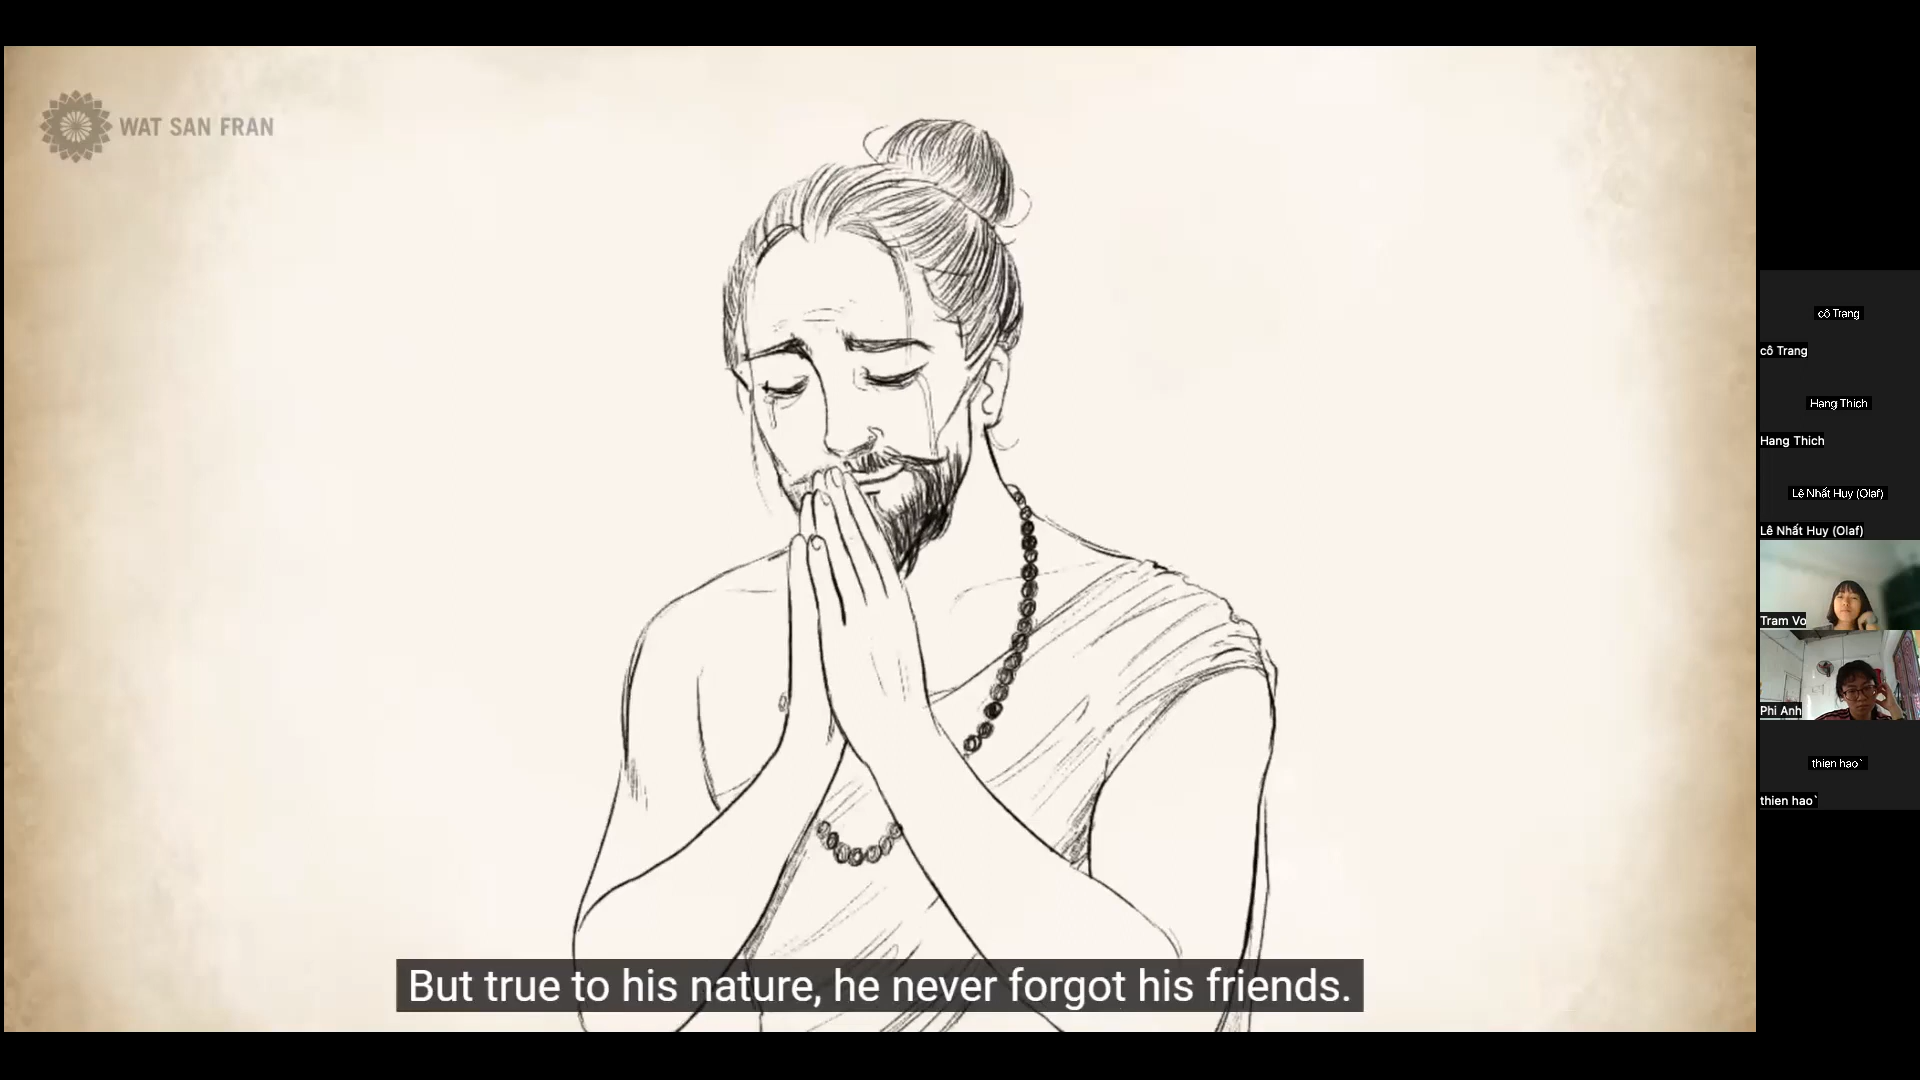 WAT SAN FRAN
But true to his nature, he never forgot his friends.
cô Trang
cô Trang
Hang Thich
Hang Thich
Lê Nhất Huy (Olaf)
Lê Nhất Huy (Olaf)
Tram Vo
Phi Anh
thien hao`
thien hao`